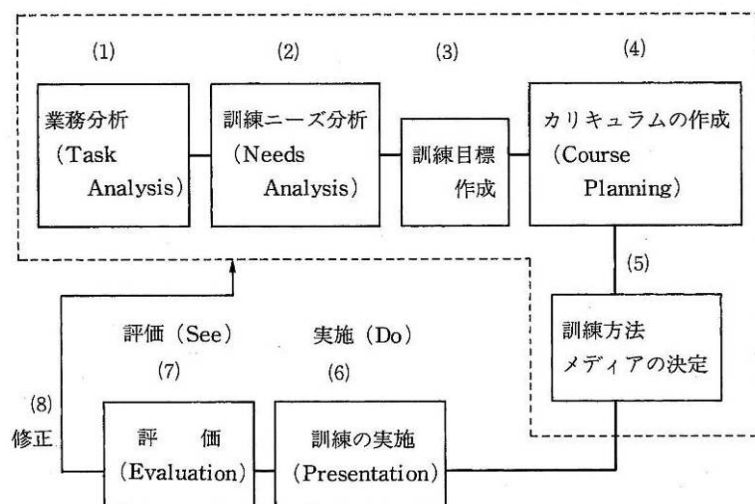 (1)
業務分析
(Task
Analysis)
(2)
訓練ニーズ分析
(Needs
Analysis)
(3)
訓練目標
作成
(4)
カリキュラムの作成
(Course
Planning)
(5)
訓練方法
メディアの決定
実施(Do)
(6)
訓練の実施
(Presentation)
評価(See)
(7)
評 価
(Evaluation)
(8)
修正